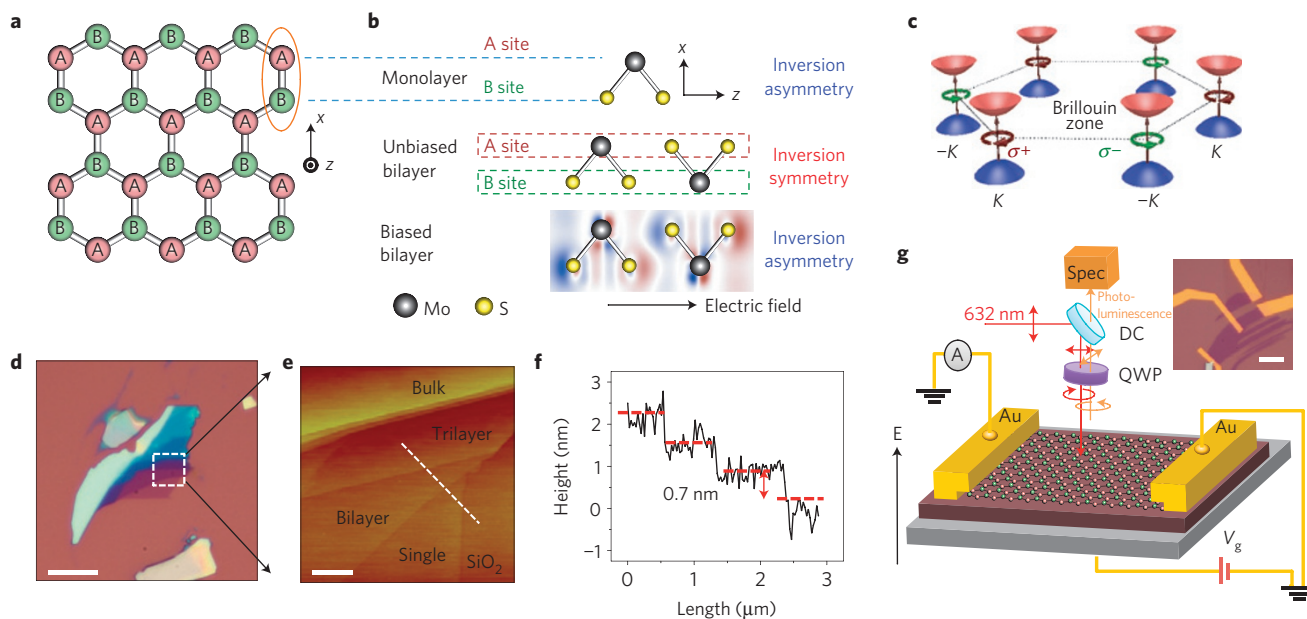 a
B B B
A A A A
B B B B
A A A
B B B
A A A A
B B B B
A A A
x
z
b
A site
Monolayer
B site
x
z
Inversion
asymmetry
Unbiased
bilayer
A site
B site
Inversion
symmetry
Biased
bilayer
Inversion
asymmetry
Mo
S
Electric field
c
Brillouin
zone
−K
σ+
σ−
K
K
−K
d
e
Bulk
Trilayer
Bilayer
Single
SiO2
f
Height (nm)
3
2
1
0
−1
0.7 nm
0 1 2 3
Length (μm)
g
Spec
Photo-
luminescence
632 nm
DC
QWP
A
Au
Au
E
Vg